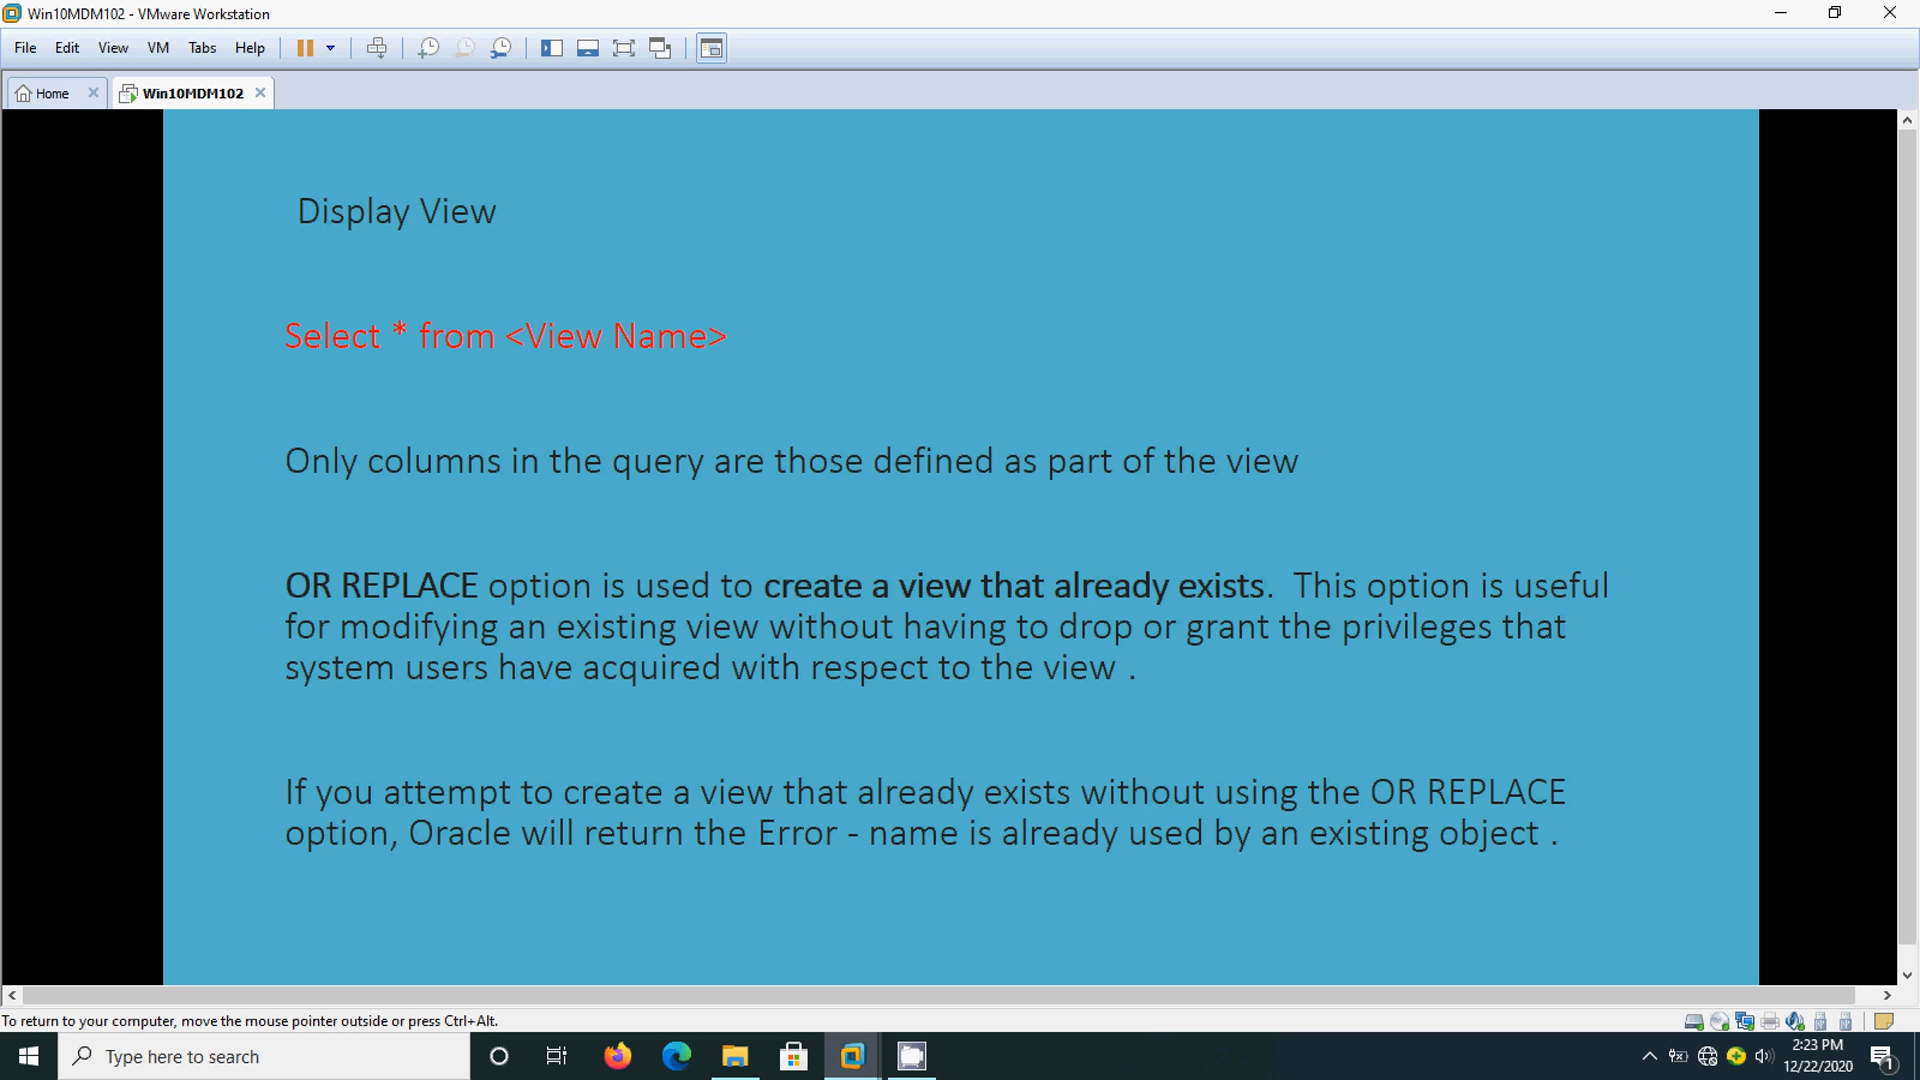 Win10MDM102 - VMware Workstation
File Edit View VM Tabs Help
Home
Win10MDM102
Display View
Select * from <View Name>
Only columns in the query are those defined as part of the view
OR REPLACE option is used to create a view that already exists.  This option is useful
for modifying an existing view without having to drop or grant the privileges that
system users have acquired with respect to the view .
If you attempt to create a view that already exists without using the OR REPLACE
option, Oracle will return the Error - name is already used by an existing object .
To return to your computer, move the mouse pointer outside or press Ctrl+Alt.
Type here to search
2:23 PM
12/22/2020
1